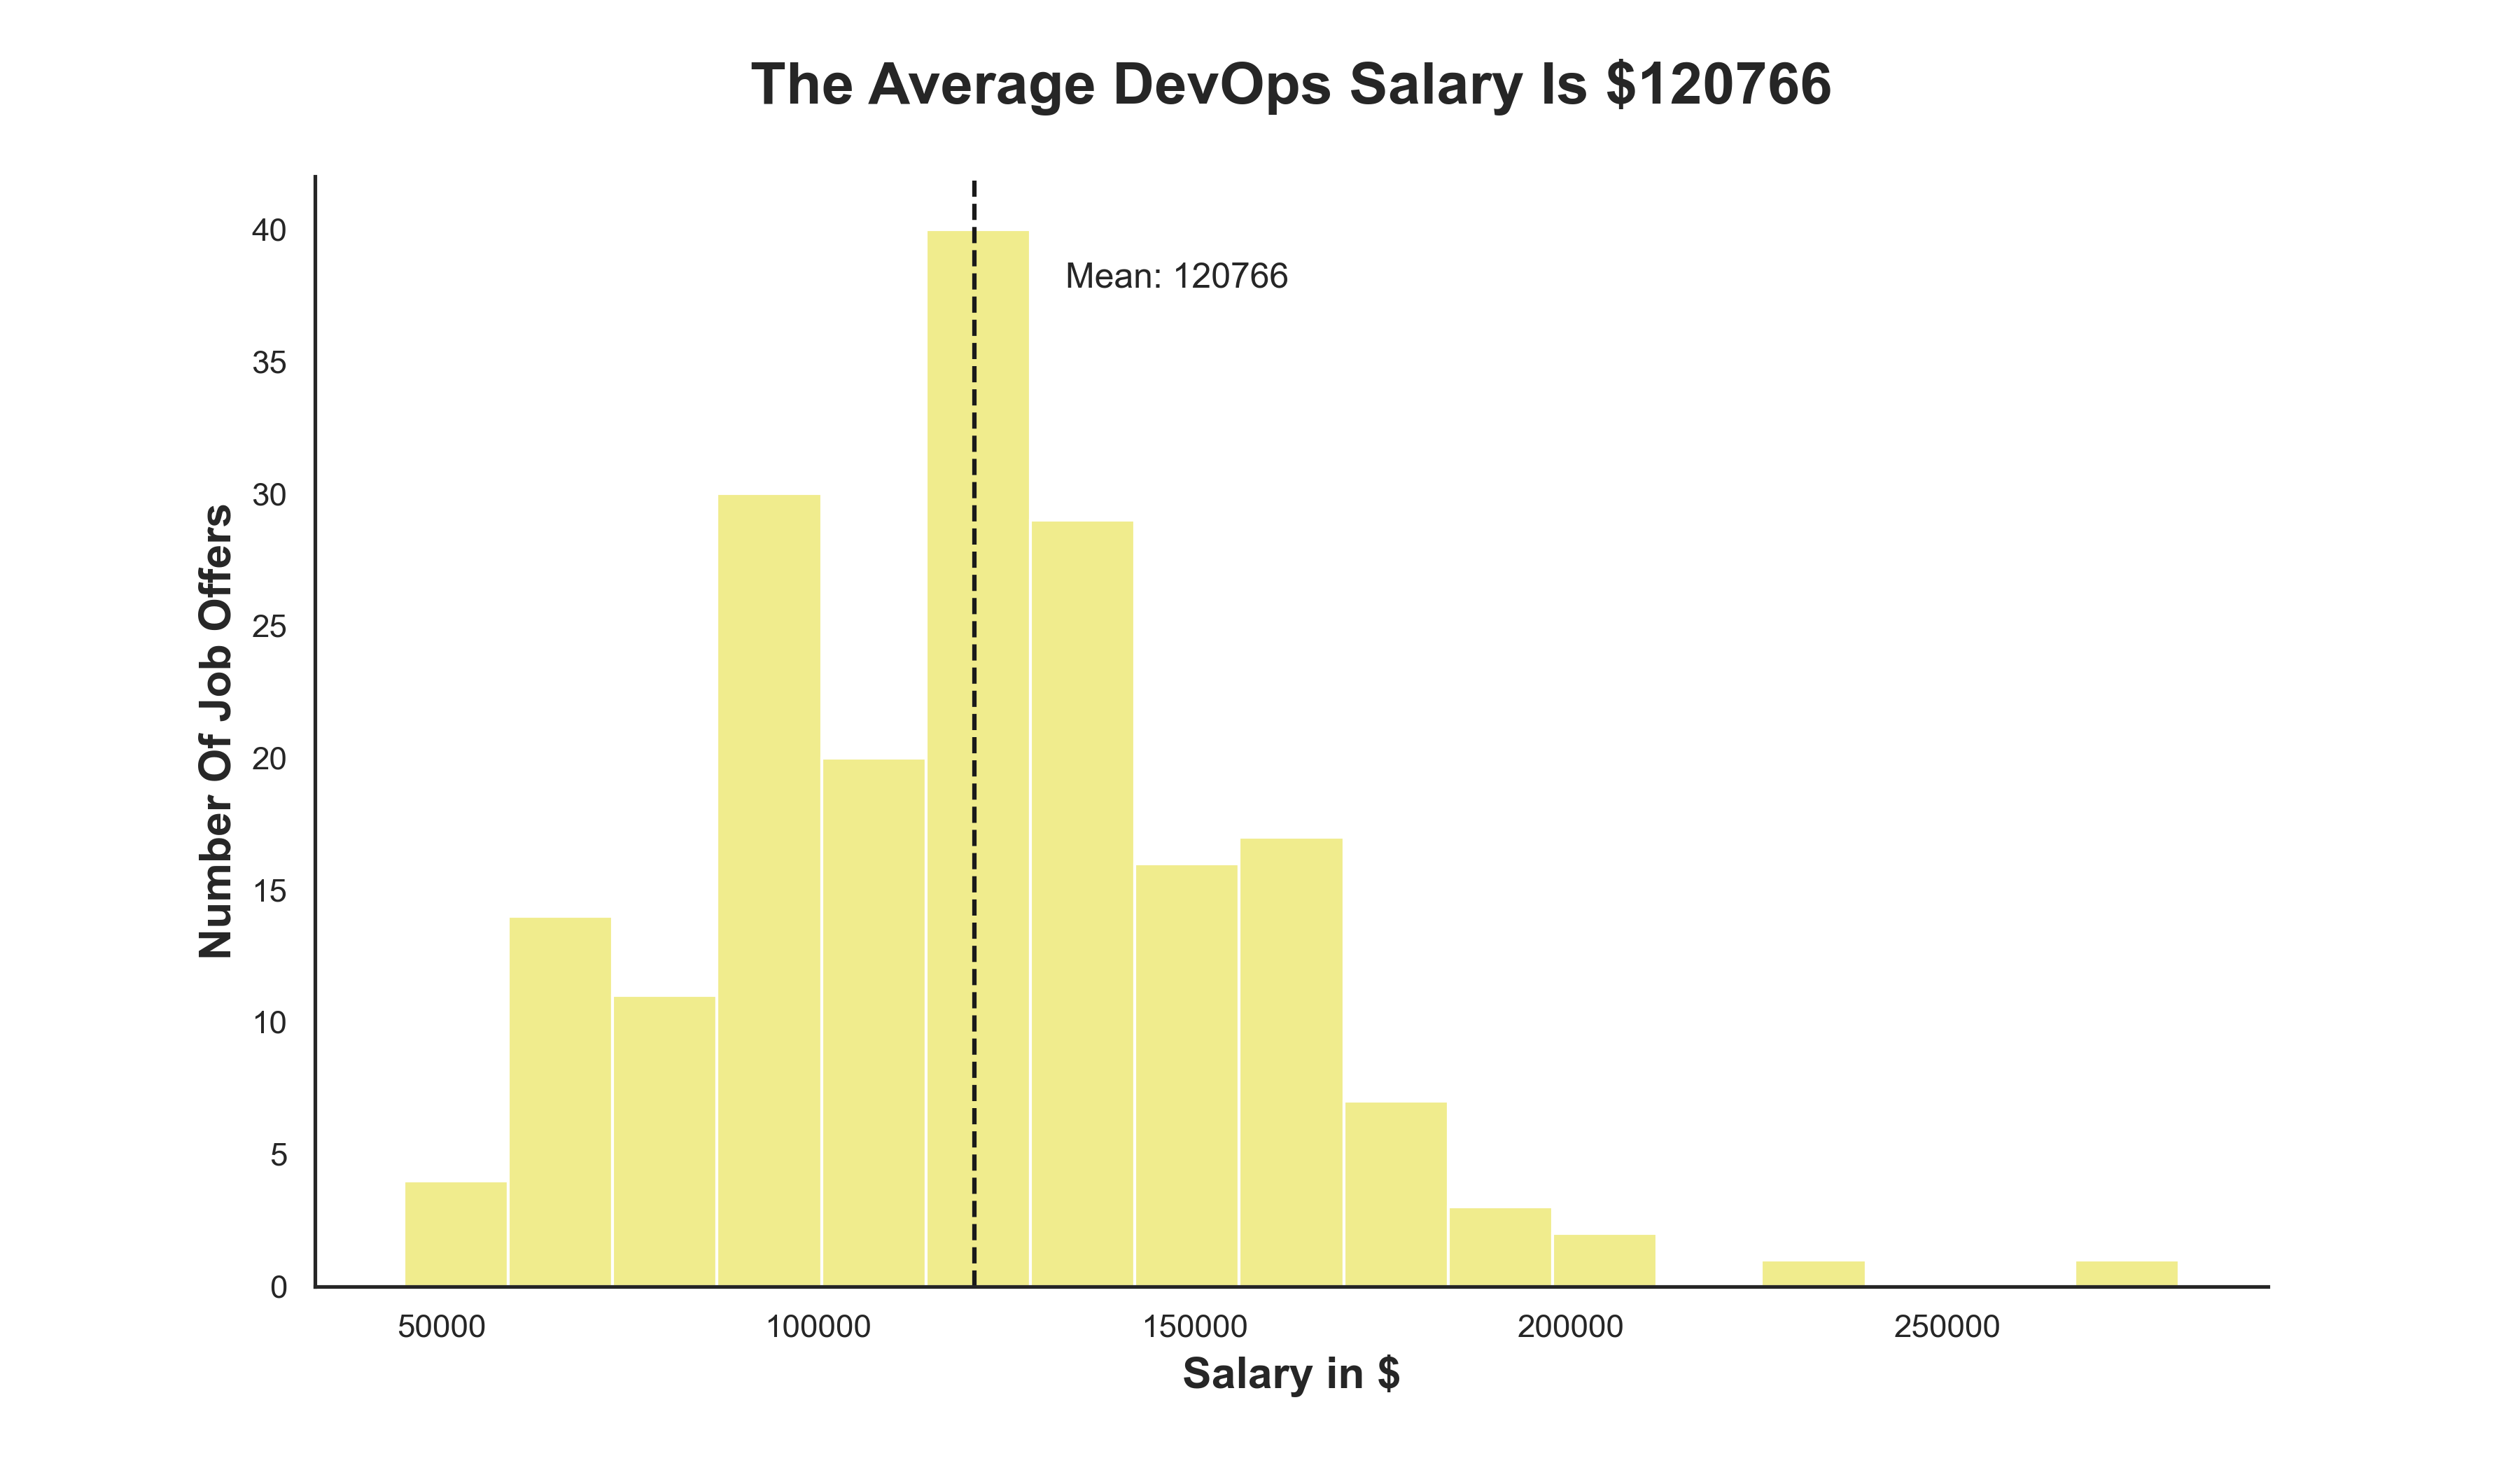 The Average DevOps Salary Is $120766
Mean: 120766
Number Of Job Offers
40
35
30
25
20
15
10
5
0
50000 100000 150000 200000 250000
Salary in $